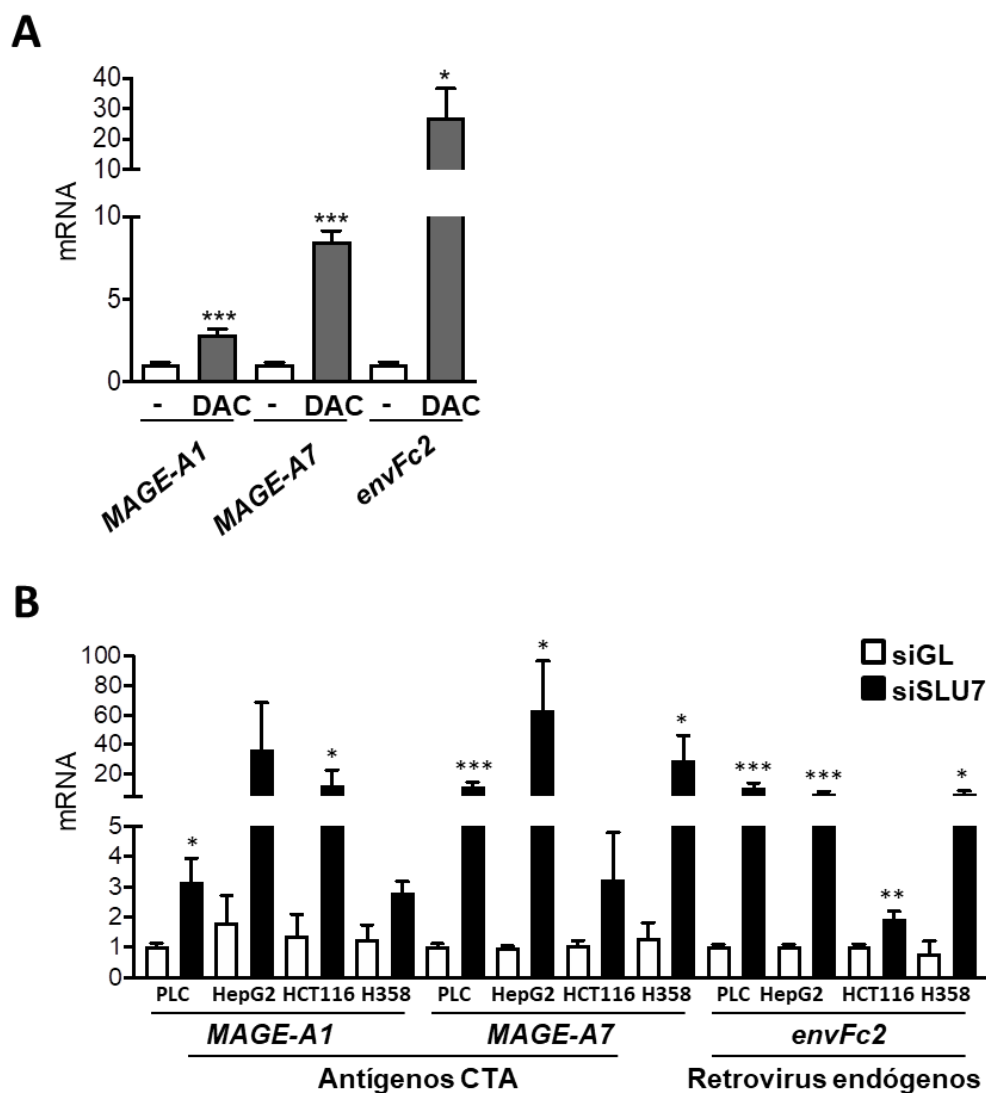 A
mRNA
40
30
20
10
10
5
0
*
***
***
- DAC - DAC - DAC
MAGE-A1 MAGE-A7 envFc2
B
mRNA
100
80
60
40
20
5
4
3
2
1
0
siGL
siSLU7
* * *** * * *** *** ** *
PLC HepG2 HCT116 H358 PLC HepG2 HCT116 H358 PLC HepG2 HCT116 H358
MAGE-A1 MAGE-A7 envFc2
Antígenos CTA Retrovirus endógenos